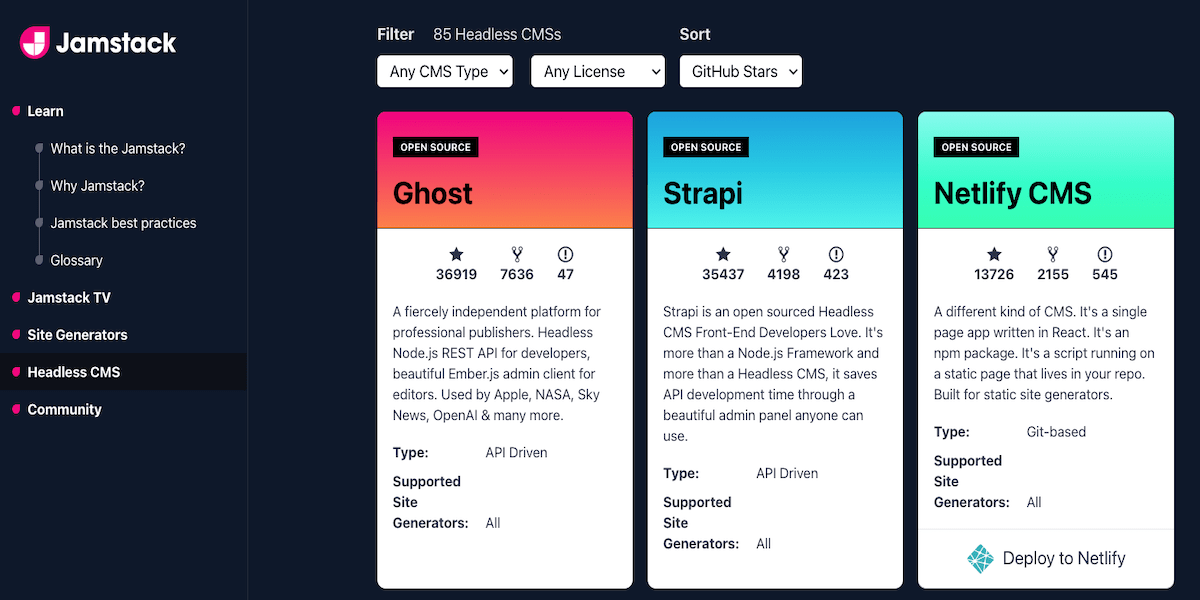 Jamstack
Learn
What is the Jamstack?
Why Jamstack?
Jamstack best practices
Glossary
Jamstack TV
Site Generators
Headless CMS
Community
Filter 85 Headless CMSs Sort
Any CMS Type Any License GitHub Stars
OPEN SOURCE
Ghost
36919 7636 47
A fiercely independent platform for
professional publishers. Headless
Node.js REST API for developers,
beautiful Ember.js admin client for
editors. Used by Apple, NASA, Sky
News, OpenAI & many more.
Type: API Driven
Supported
Site
Generators: All
OPEN SOURCE
Strapi
35437 4198 423
Strapi is an open sourced Headless
CMS Front-End Developers Love. It's
more than a Node.js Framework and
more than a Headless CMS, it saves
API development time through a
beautiful admin panel anyone can
use.
Type: API Driven
Supported
Site
Generators: All
OPEN SOURCE
Netlify CMS
13726 2155 545
A different kind of CMS. It's a single
page app written in React. It's an
npm package. It's a script running on
a static page that lives in your repo.
Built for static site generators.
Type: Git-based
Supported
Site
Generators: All
Deploy to Netlify